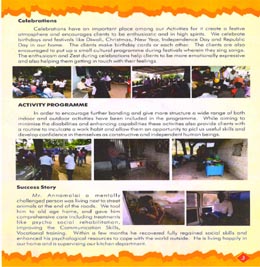 Celebrations
Celebrations have an important place among our Activities for it create a festive
atmosphere and encourages clients to be enthusiastic and in high spirits. We celebrate
birthdays and festivals like Diwali, Christmas, New Year, Independence Day and Republic
Day in our home. The clients make birthday cards or each other. The clients are also
encouraged to put up a small cultural programme during festivals wherein they sing songs.
The enthusiasm and Zest during celebrations help clients to be more emotionally expressive
and also helping them getting in touch with their feelings
ACTIVITY PROGRAMME
In order to encourage further bonding and give more structure a wide range of both
indoor and outdoor activities have been included in the programme. While aiming to
minimise the disabilities and enhancing capabilities these activities also provide clients with
a routine to inculcate a work habit and allow them an opportunity to pick us useful skills and
develop confidence in themselves as constructive and independent human beings.
Success Story
Mr. Annamalai a mentally
challenged person was living next to street
animals at the end of the roads. We took
him to old age home, and gave him
comprehensive care including treatments
like psycho social rehabilitation,
improving the Communication Skills,
Vocational training. Within a few months he recovered fully regained social skills and
enhanced his psychological resources to cope with the world outside. He is living happily in
our home and is supervising our kitchen department.